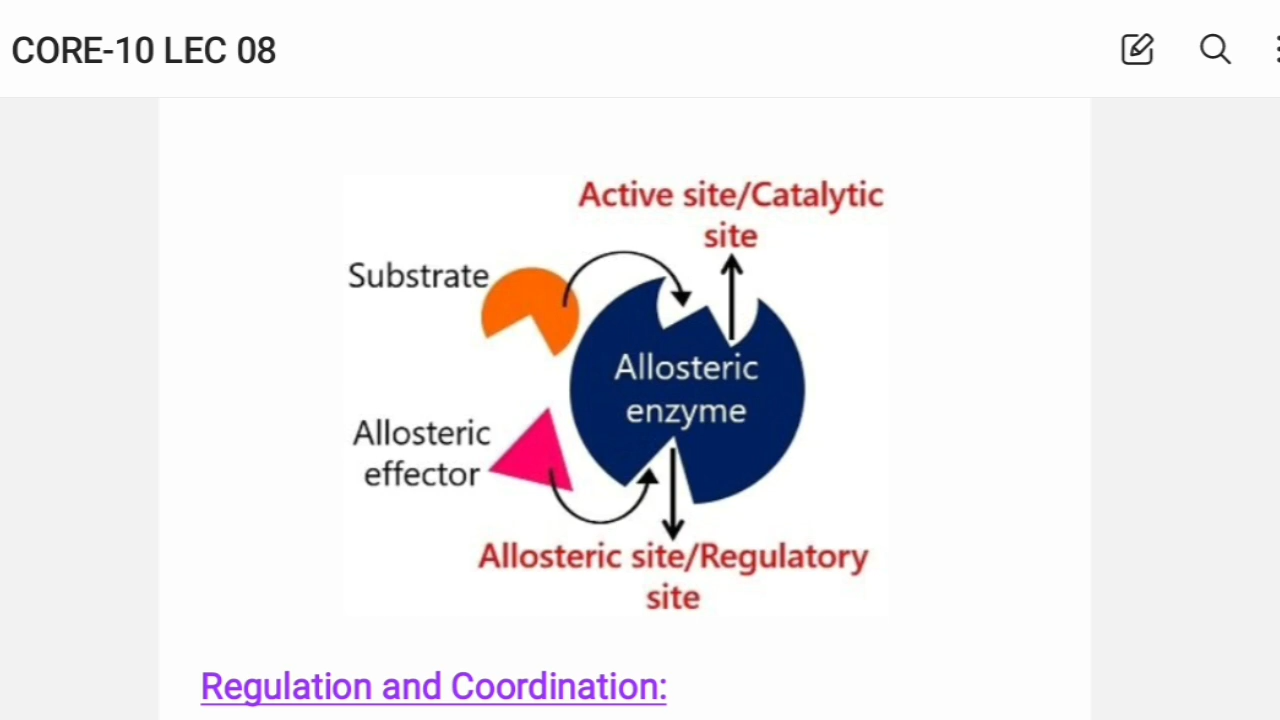 CORE-10 LEC 08
Active site/Catalytic
site
Substrate
Allosteric
enzyme
Allosteric
effector
Allosteric site/Regulatory
site
Regulation and Coordination: